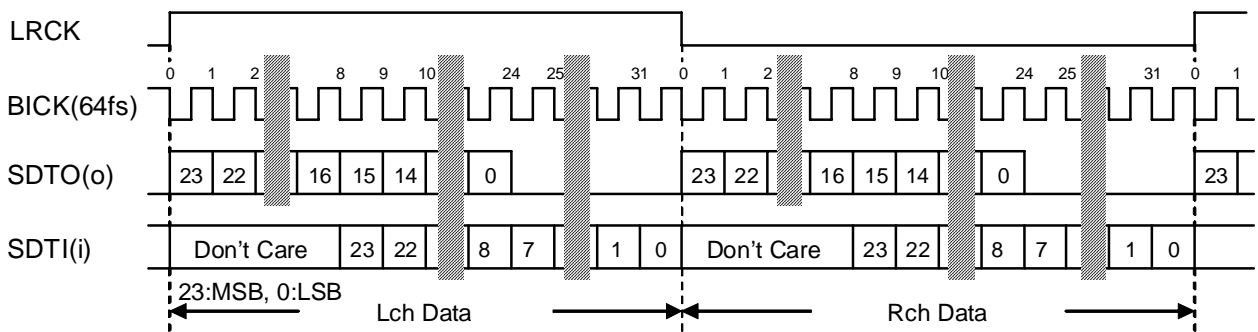 LRCK
0 1 2 8 9 10 24 25 31 0 1 2 8 9 10 24 25 31 0 1
BICK(64fs)
SDTO(o) 23 22 16 15 14 0 23 22 16 15 14 0 23
SDTI(i) Don't Care 23 22 8 7 1 0 Don't Care 23 22 8 7 1 0
23:MSB, 0:LSB
Lch Data Rch Data